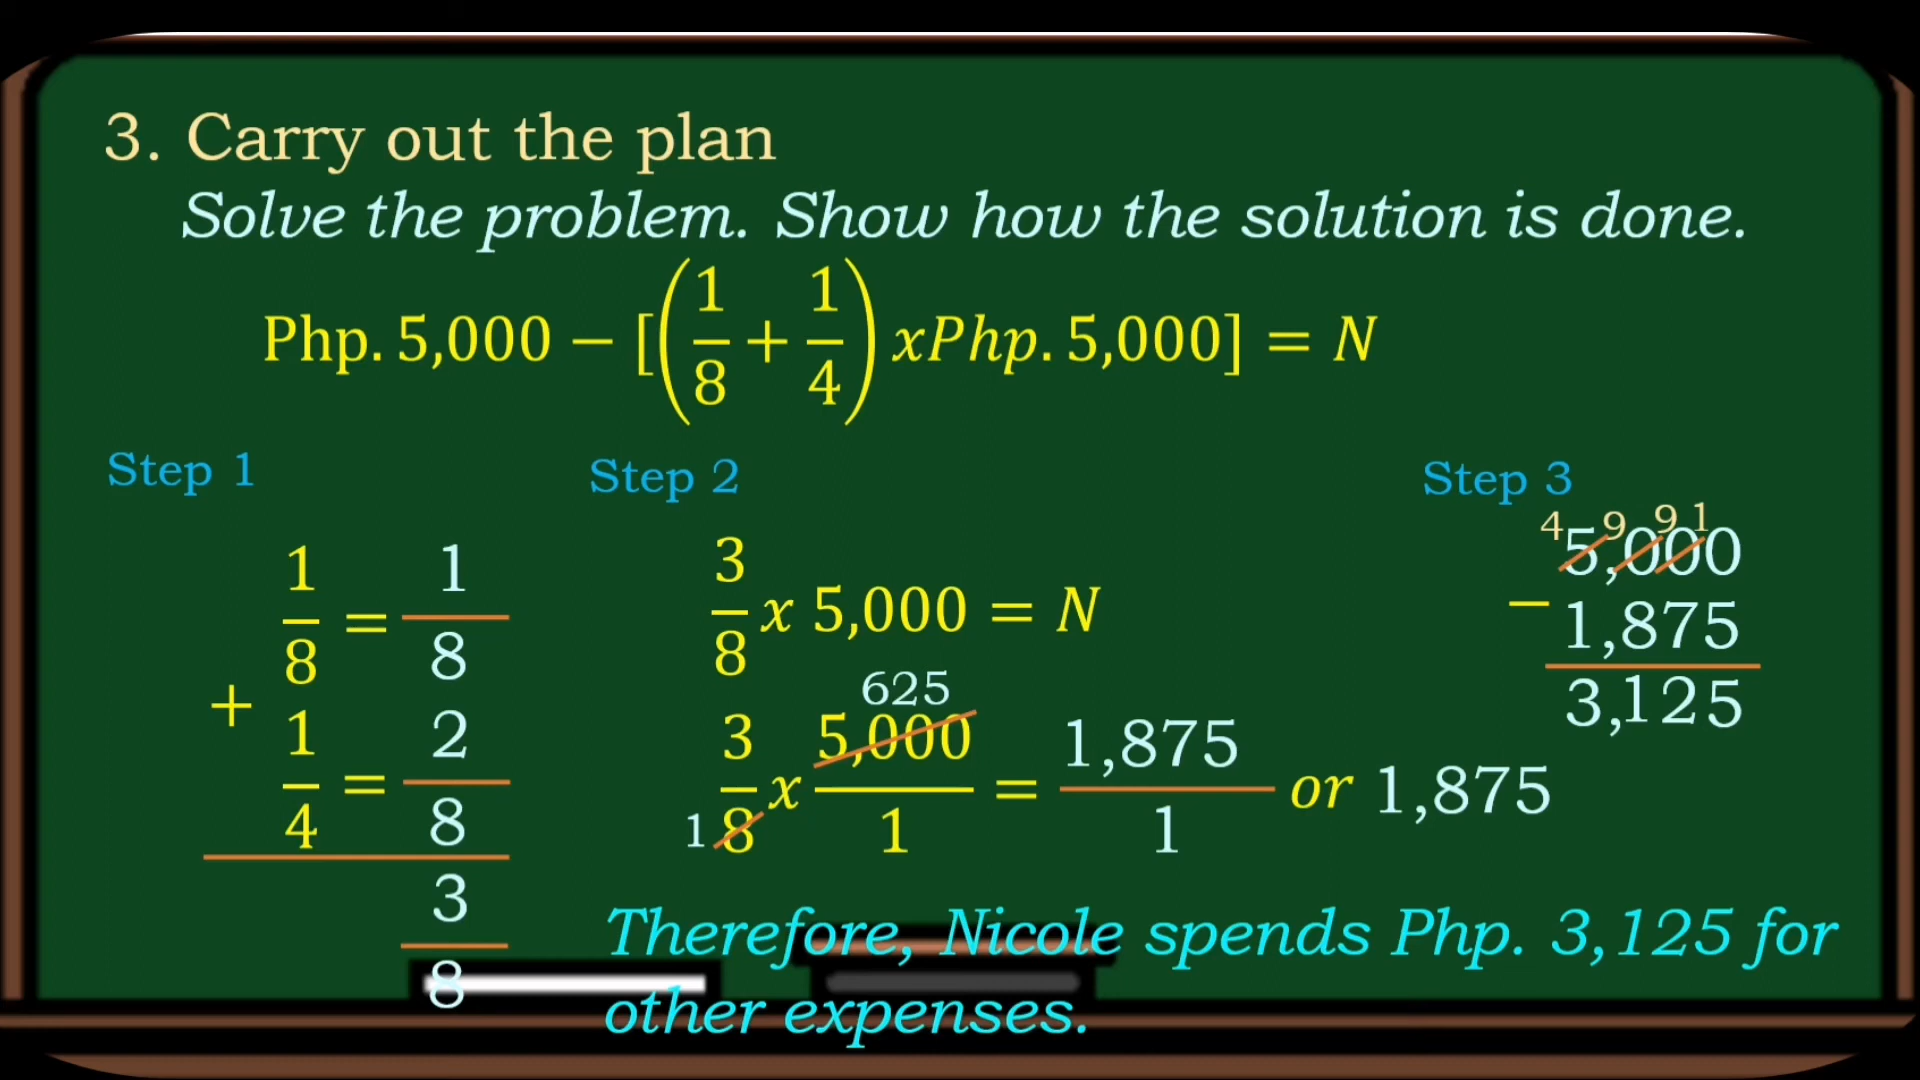 3. Carry out the plan
Solve the problem. Show how the solution is done.
Php. 5,000 − [(1/8 + 1/4) xPhp. 5,000] = N
Step 1
1/8 = 1/8
+ 1/4 = 2/8
3/8
Step 2
3/8 x 5,000 = N
625
3/8 x 5,000/1 = 1,875/1 or 1,875
1
Step 3
4 9 9 1
5,000
− 1,875
3,125
Therefore, Nicole spends Php. 3,125 for
other expenses.